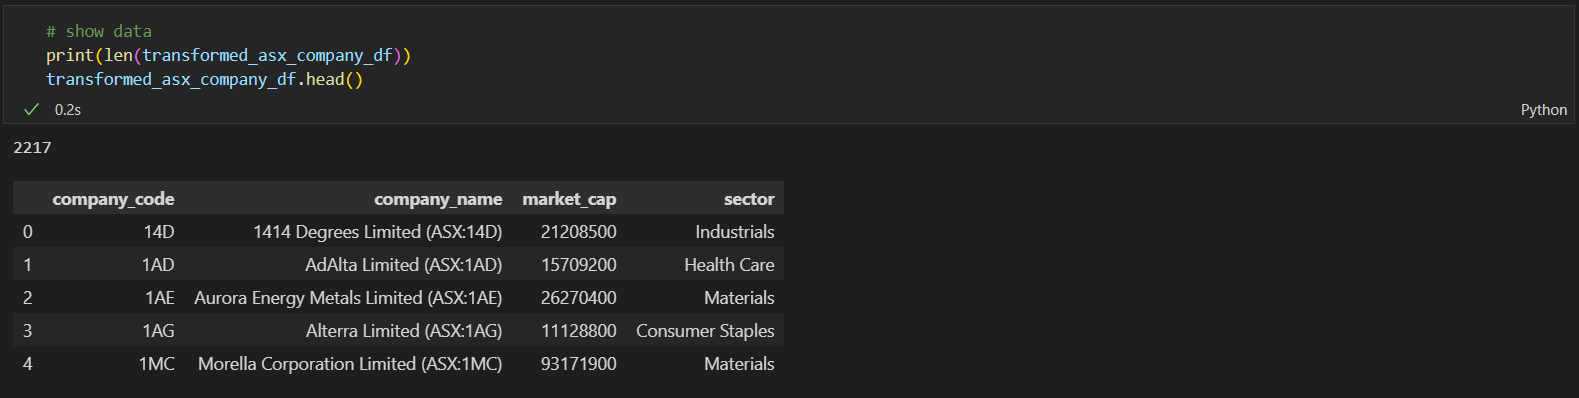 # show data
print(len(transformed_asx_company_df))
transformed_asx_company_df.head()
0.2s
Python
2217
company_code company_name market_cap sector
0 14D 1414 Degrees Limited (ASX:14D) 21208500 Industrials
1 1AD AdAlta Limited (ASX:1AD) 15709200 Health Care
2 1AE Aurora Energy Metals Limited (ASX:1AE) 26270400 Materials
3 1AG Alterra Limited (ASX:1AG) 11128800 Consumer Staples
4 1MC Morella Corporation Limited (ASX:1MC) 93171900 Materials